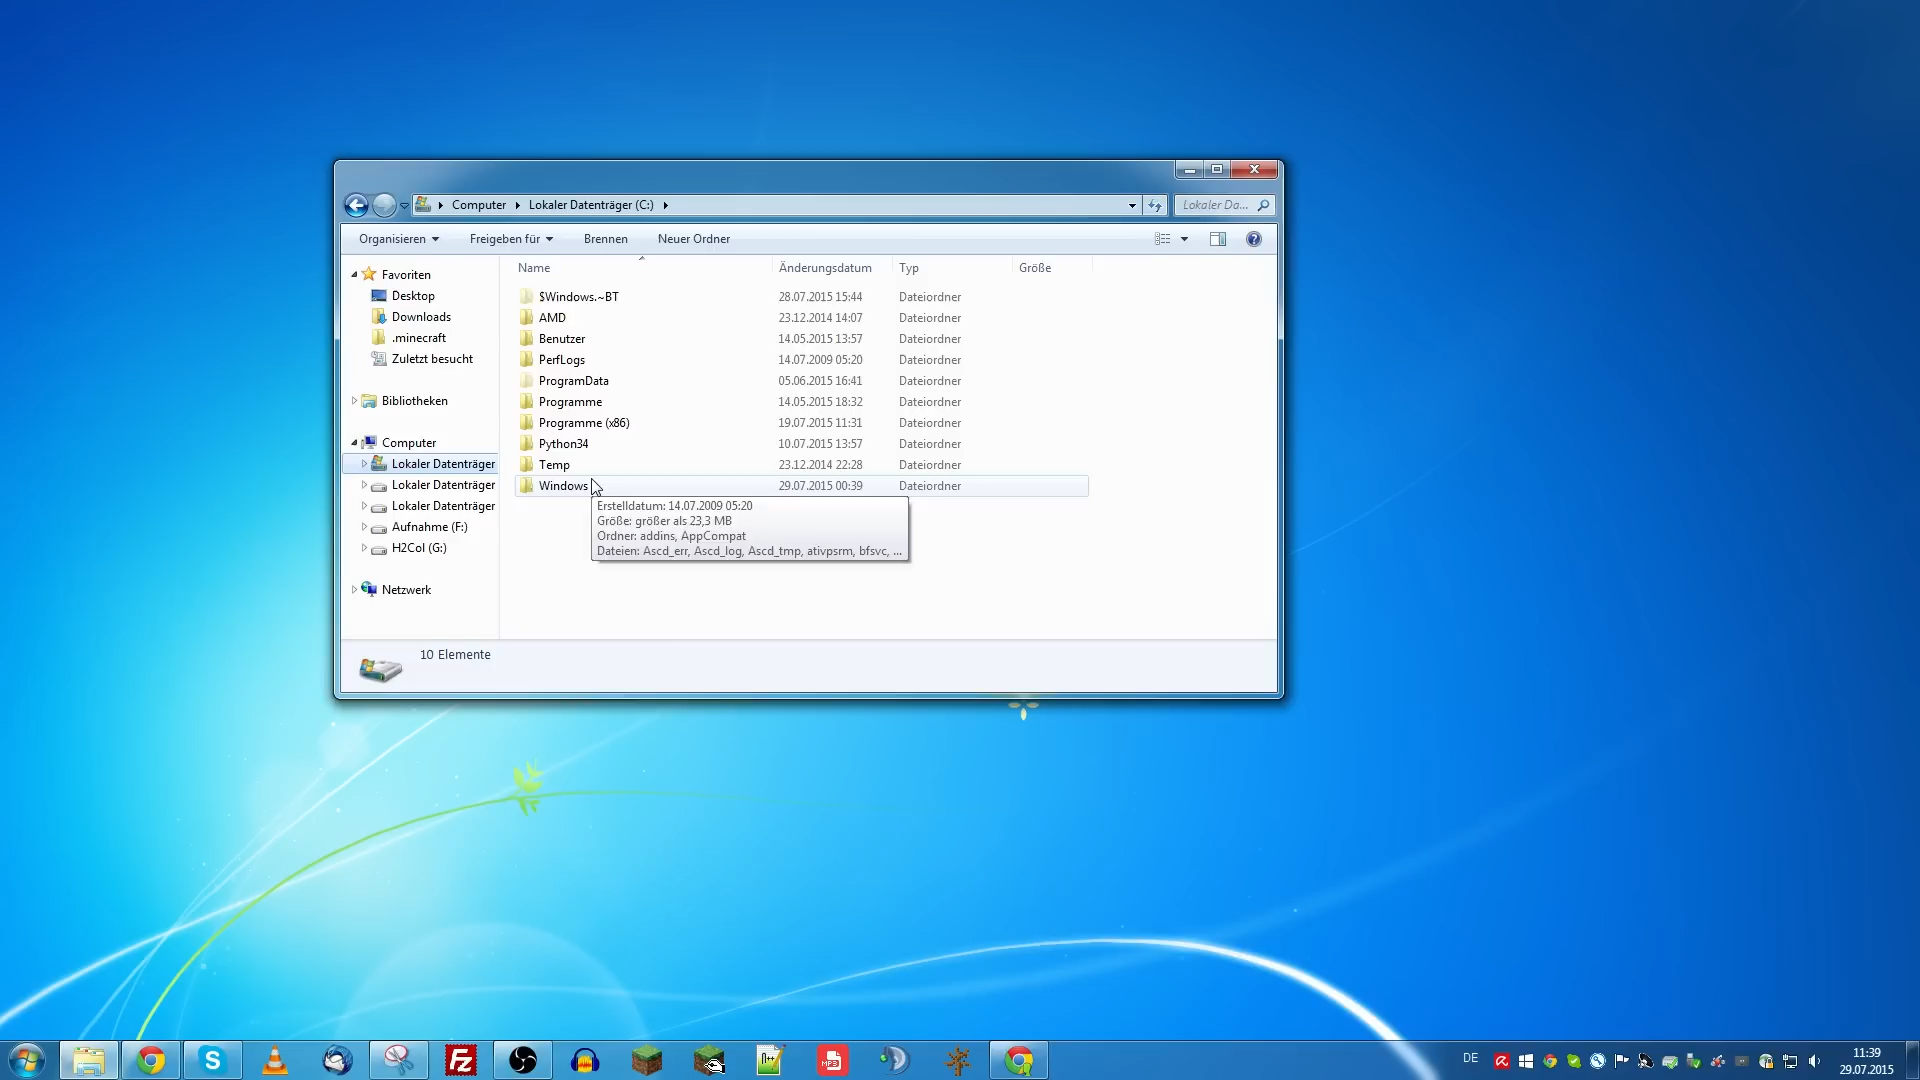 Computer Lokaler Datenträger (C:) Lokaler Da...
Organisieren Freigeben für Brennen Neuer Ordner
Name Änderungsdatum Typ Größe
Favoriten
Desktop
Downloads
.minecraft
Zuletzt besucht
Bibliotheken
Computer
Lokaler Datenträger
Lokaler Datenträger
Lokaler Datenträger
Aufnahme (F:)
H2Col (G:)
Netzwerk
$Windows.~BT 28.07.2015 15:44 Dateiordner
AMD 23.12.2014 14:07 Dateiordner
Benutzer 14.05.2015 13:57 Dateiordner
PerfLogs 14.07.2009 05:20 Dateiordner
ProgramData 05.06.2015 16:41 Dateiordner
Programme 14.05.2015 18:32 Dateiordner
Programme (x86) 19.07.2015 11:31 Dateiordner
Python34 10.07.2015 13:57 Dateiordner
Temp 23.12.2014 22:28 Dateiordner
Windows 29.07.2015 00:39 Dateiordner
Erstelldatum: 14.07.2009 05:20
Größe: größer als 23,3 MB
Ordner: addins, AppCompat
Dateien: Ascd_err, Ascd_log, Ascd_tmp, ativpsrm, bfsvc, ...
10 Elemente
MP3
DE
11:39
29.07.2015